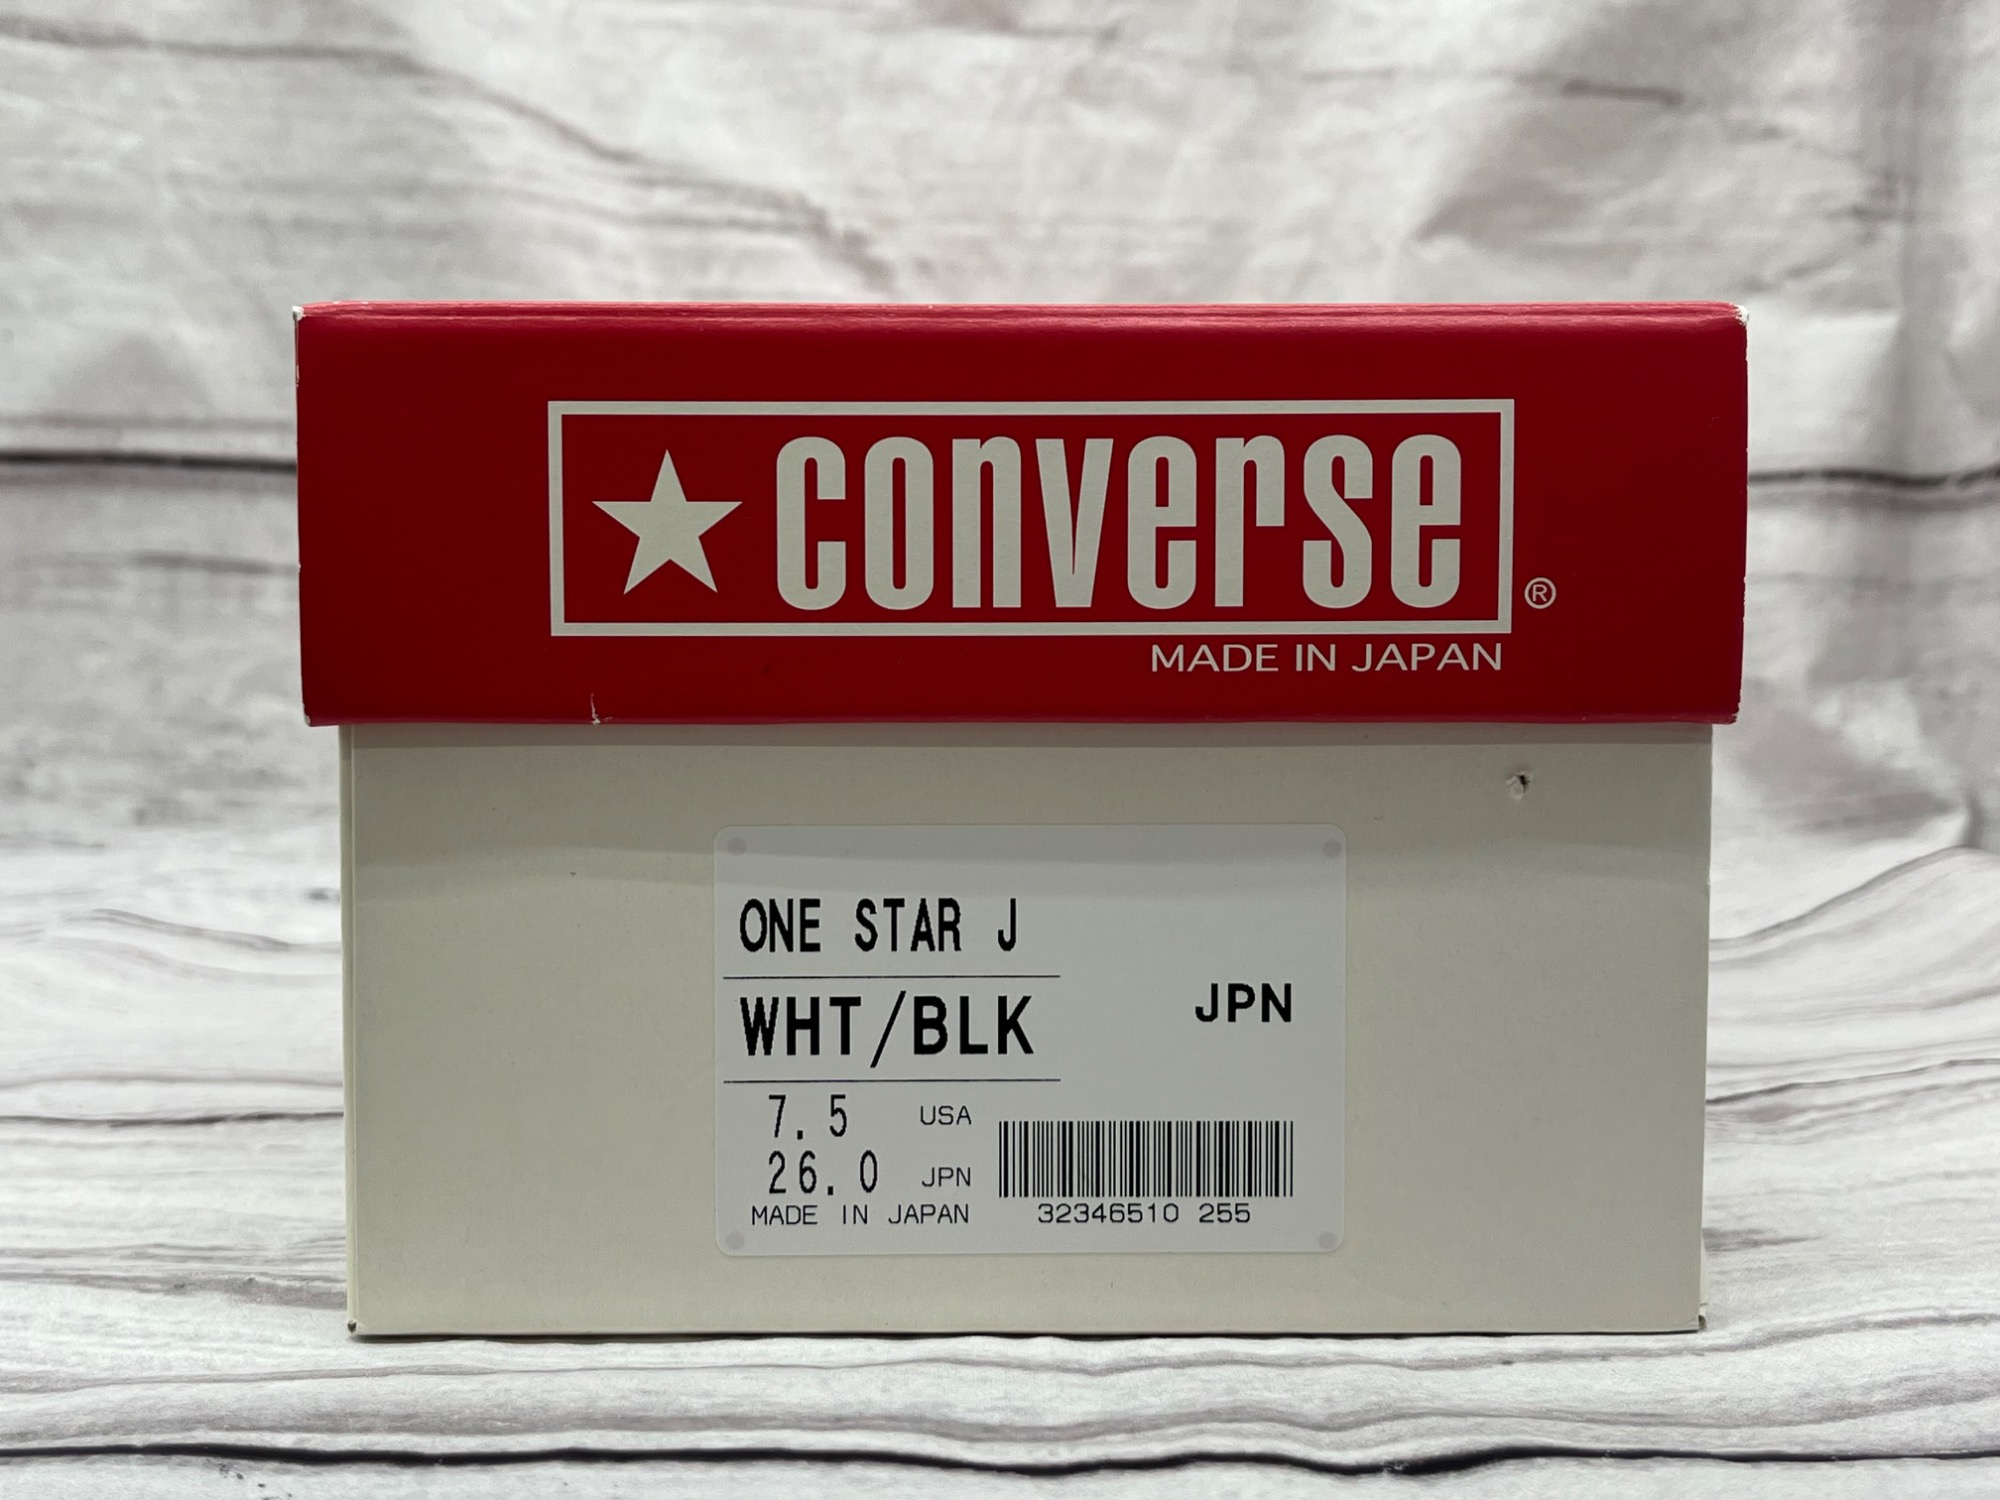 ★ converse ®
MADE IN JAPAN
ONE STAR J
WHT/BLK
JPN
7.5 USA
26.0 JPN
MADE IN JAPAN
32346510 255